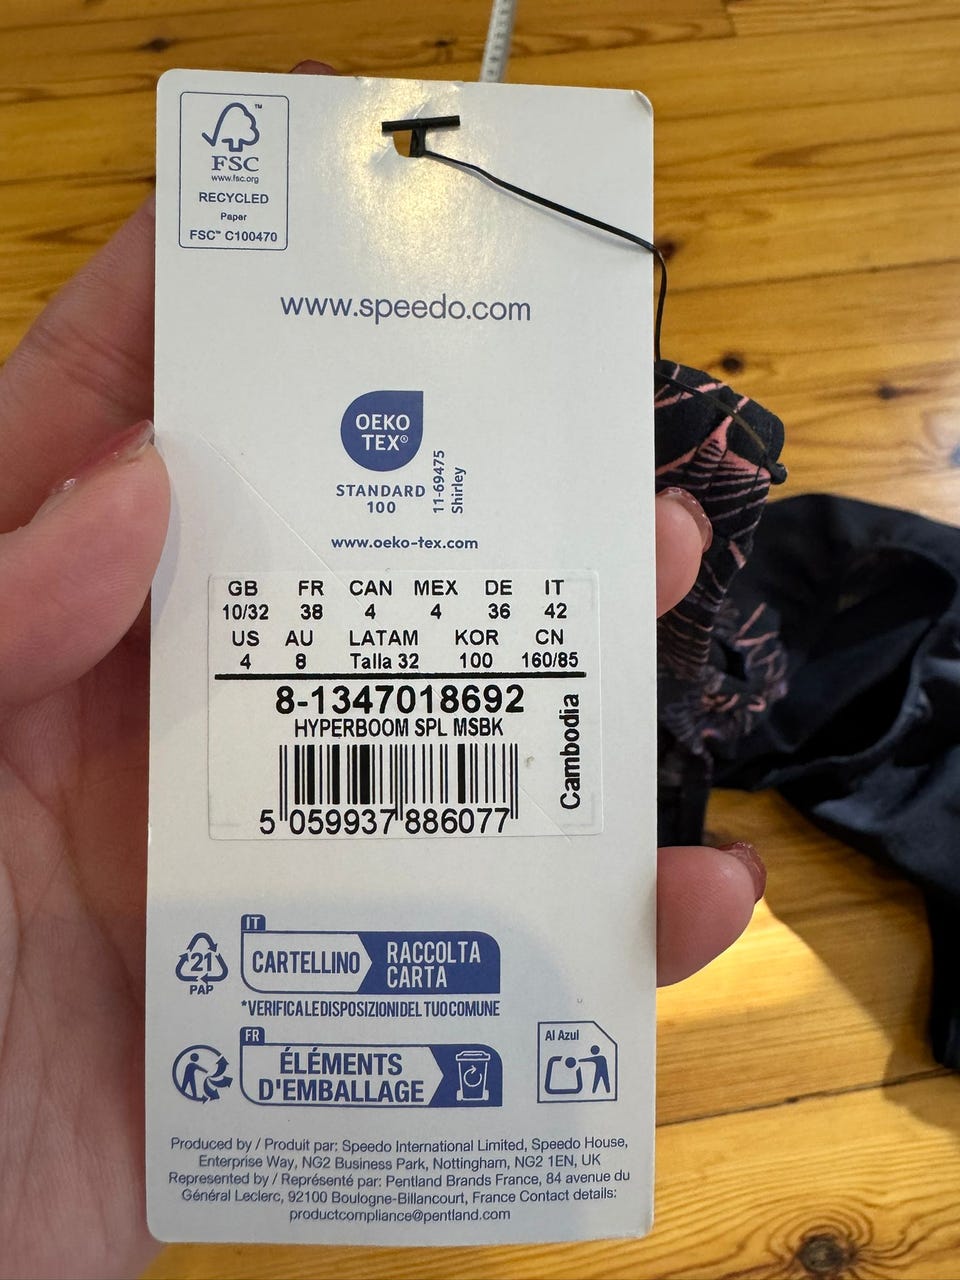 FSC™
www.fsc.org
RECYCLED
Paper
FSC™ C100470
www.speedo.com
OEKO
TEX®
STANDARD
100
11-69475
Shirley
www.oeko-tex.com
GB FR CAN MEX DE IT
10/32 38 4 4 36 42
US AU LATAM KOR CN
4 8 Talla 32 100 160/85
8-1347018692
HYPERBOOM SPL MSBK
Cambodia
5 059937 886077
IT
CARTELLINO RACCOLTA
CARTA
21
PAP
*VERIFICA LE DISPOSIZIONI DEL TUO COMUNE
FR
ÉLÉMENTS
D'EMBALLAGE
Al Azul
Produced by / Produit par: Speedo International Limited, Speedo House,
Enterprise Way, NG2 Business Park, Nottingham, NG2 1EN, UK
Represented by / Représenté par: Pentland Brands France, 84 avenue du
Général Leclerc, 92100 Boulogne-Billancourt, France Contact details:
productcompliance@pentland.com